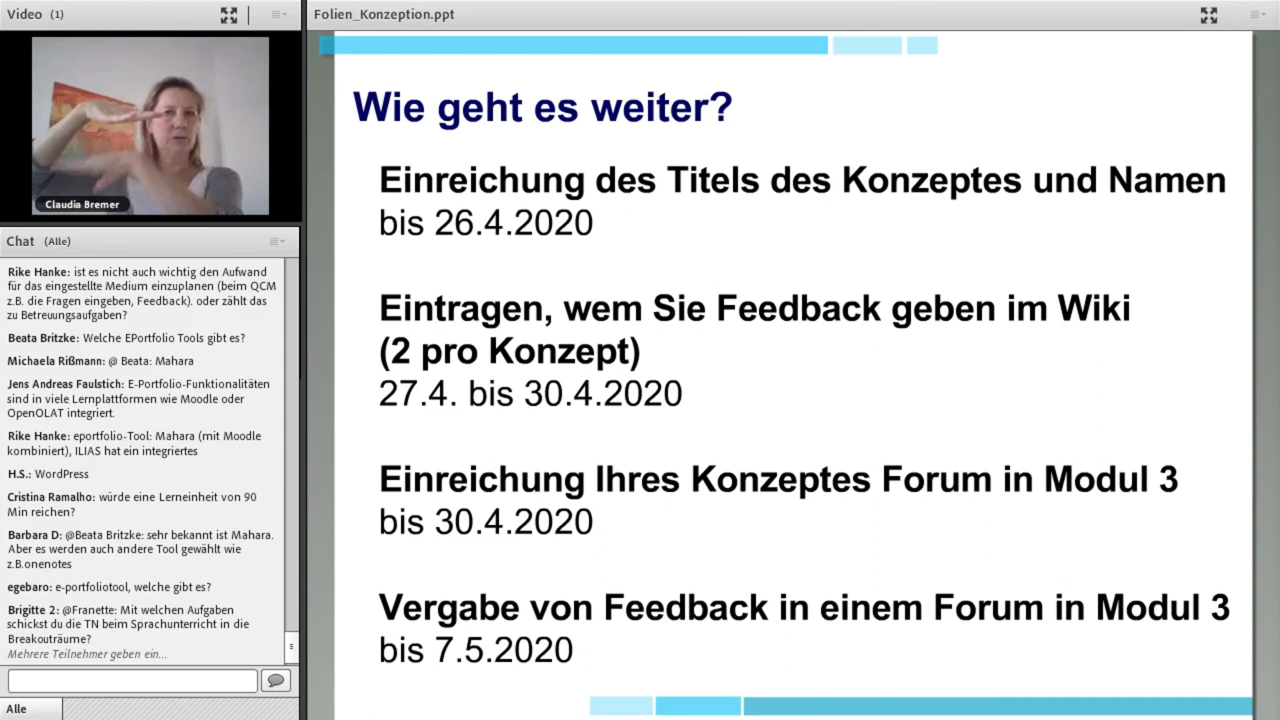 Video (1)
Folien_Konzeption.ppt
Claudia Bremer
Chat (Alle)
Rike Hanke: ist es nicht auch wichtig den Aufwand
für das eingestellte Medium einzuplanen (beim QCM
z.B. die Fragen eingeben, Feedback). oder zählt das
zu Betreuungsaufgaben?
Beata Britzke: Welche EPortfolio Tools gibt es?
Michaela Rißmann: @ Beata: Mahara
Jens Andreas Faulstich: E-Portfolio-Funktionalitäten
sind in viele Lernplattformen wie Moodle oder
OpenOLAT integriert.
Rike Hanke: eportfolio-Tool: Mahara (mit Moodle
kombiniert), ILIAS hat ein integriertes
H.S.: WordPress
Cristina Ramalho: würde eine Lerneinheit von 90
Min reichen?
Barbara D: @Beata Britzke: sehr bekannt ist Mahara.
Aber es werden auch andere Tool gewählt wie
z.B.onenotes
egebaro: e-portfoliotool, welche gibt es?
Brigitte 2: @Franette: Mit welchen Aufgaben
schickst du die TN beim Sprachunterricht in die
Breakouträume?
Mehrere Teilnehmer geben ein...
Alle
Wie geht es weiter?
Einreichung des Titels des Konzeptes und Namen
bis 26.4.2020
Eintragen, wem Sie Feedback geben im Wiki
(2 pro Konzept)
27.4. bis 30.4.2020
Einreichung Ihres Konzeptes Forum in Modul 3
bis 30.4.2020
Vergabe von Feedback in einem Forum in Modul 3
bis 7.5.2020